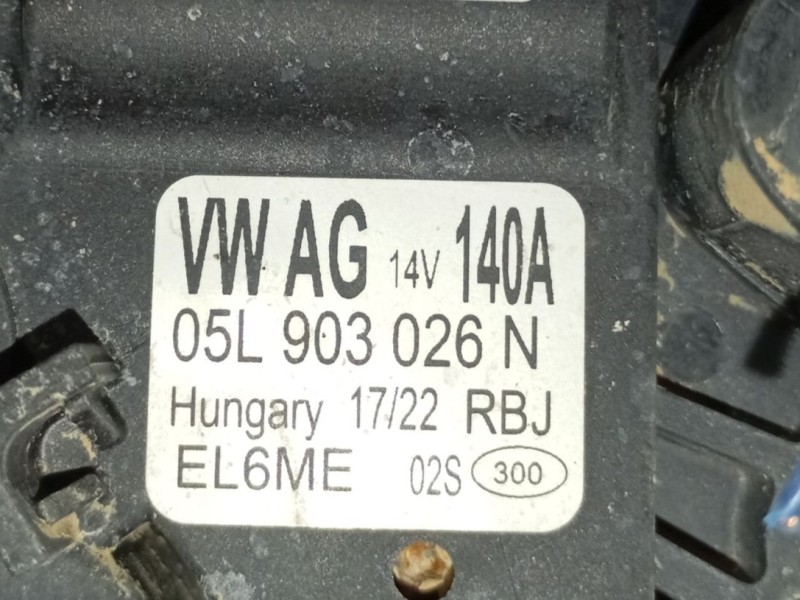 VW AG 14V 140A
05L 903 026 N
Hungary 17/22 RBJ
EL6ME 02S 300